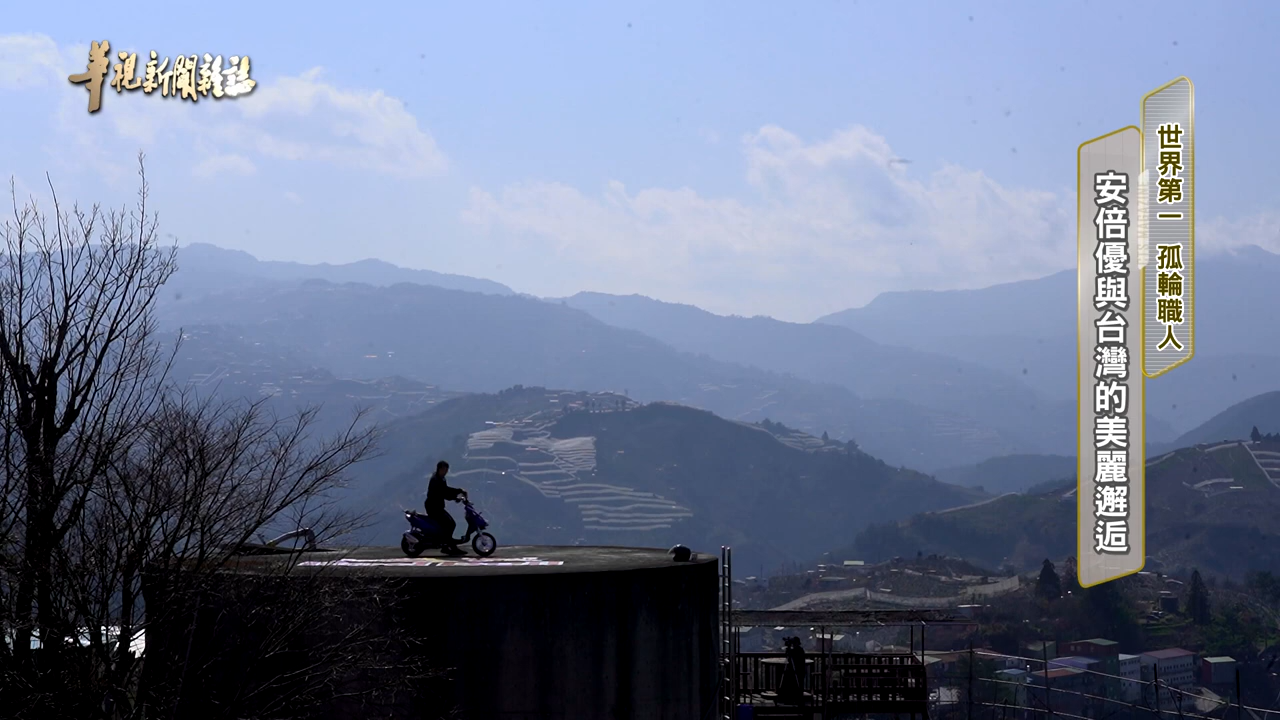 華視新聞雜誌
世界第一 孤輪職人
安倍優與台灣的美麗邂逅